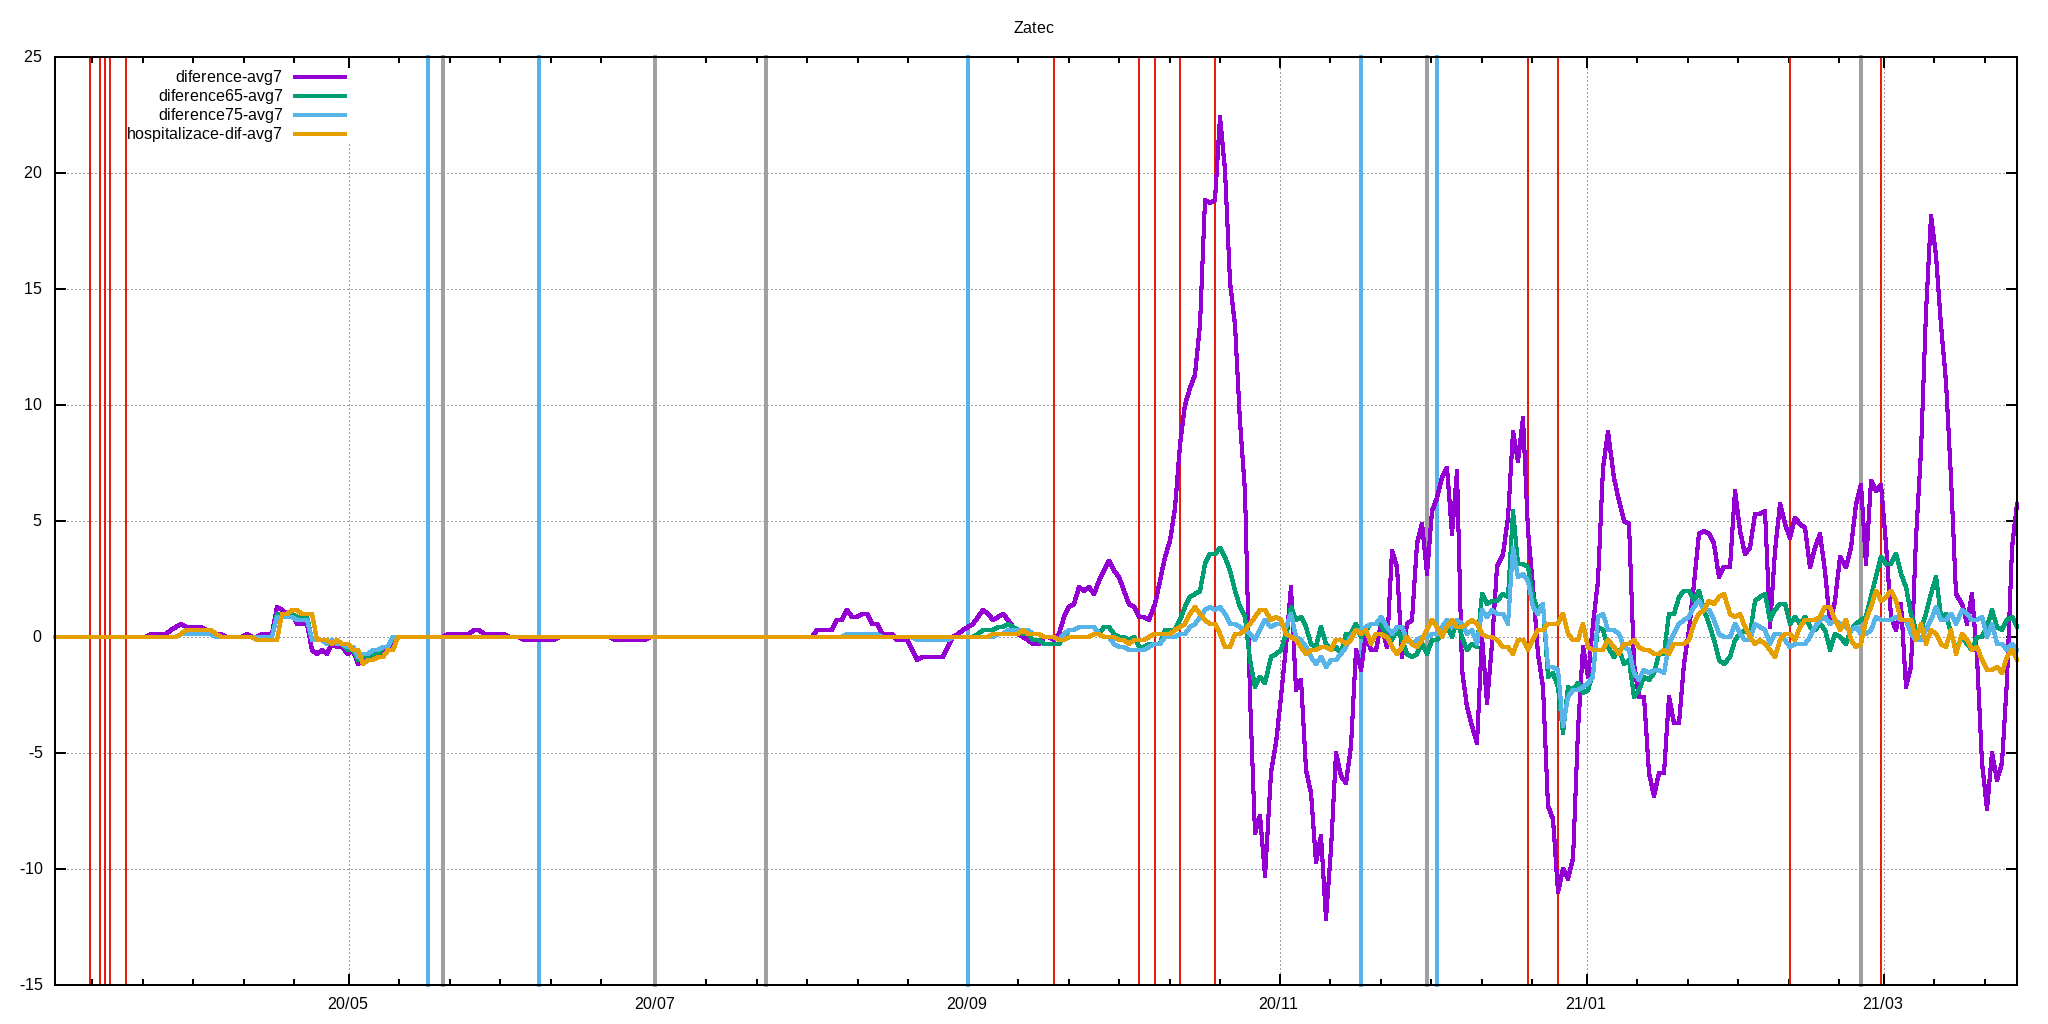 Zatec
25
diference-avg7
diference65-avg7
diference75-avg7
hospitalizace-dif-avg7
20
15
10
5
0
-5
-10
-15
20/05 20/07 20/09 20/11 21/01 21/03